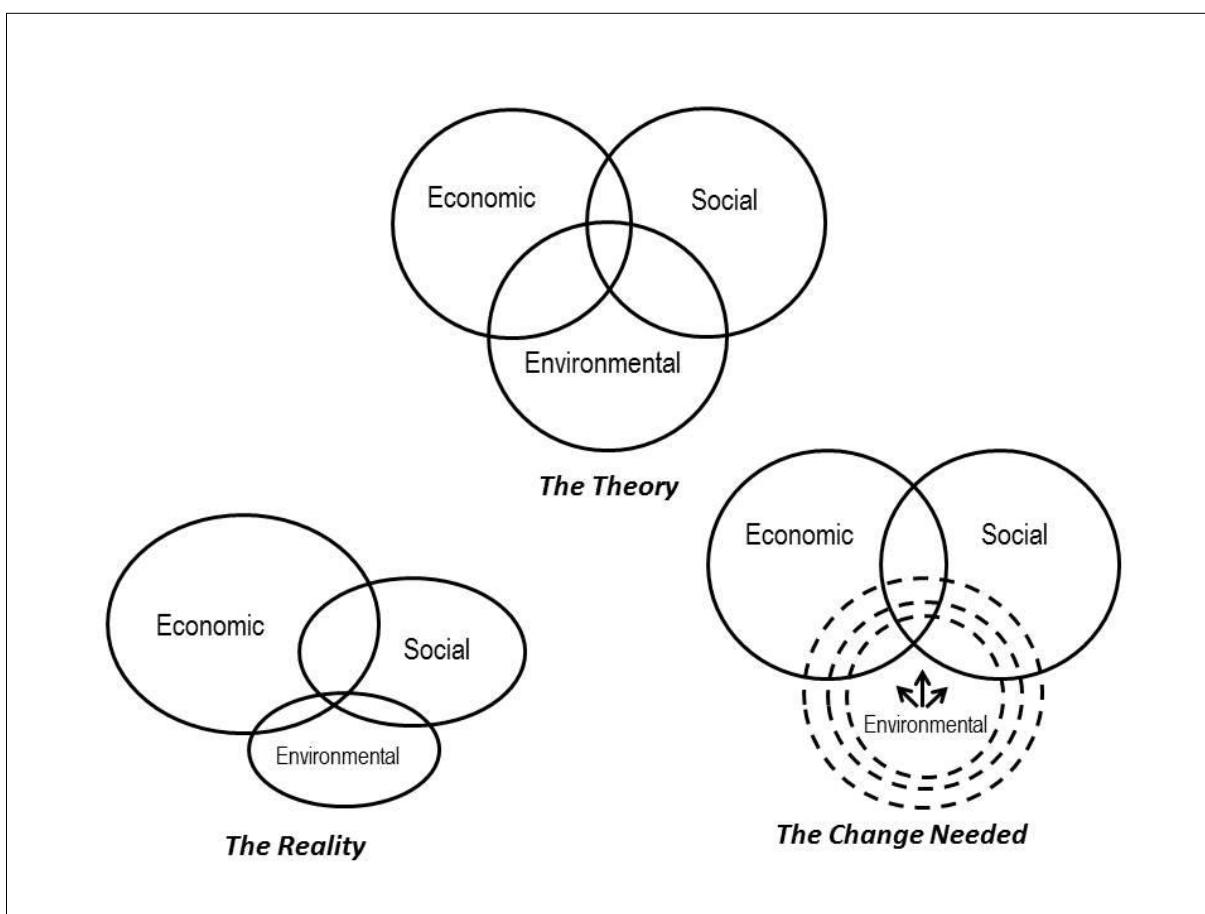 Economic
Social
Environmental
The Theory
Economic
Social
Environmental
The Reality
Economic
Social
Environmental
The Change Needed